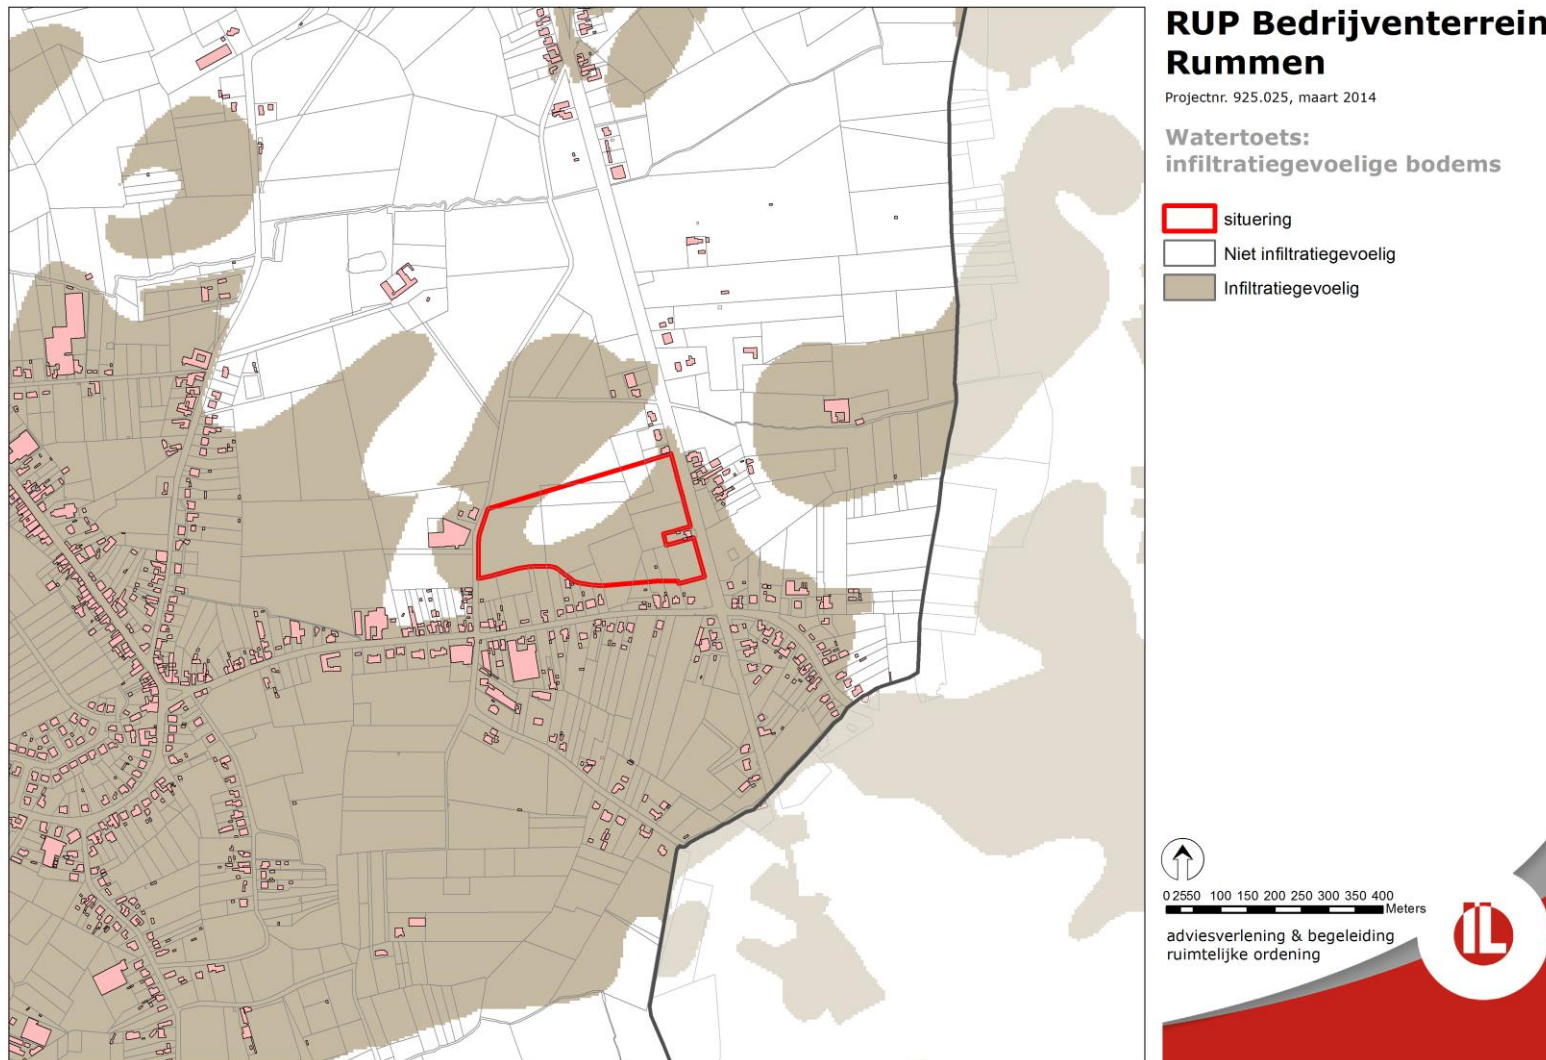 RUP Bedrijventerrein
Rummen
Projectnr. 925.025, maart 2014
Watertoets:
infiltratiegevoelige bodems
situering
Niet infiltratiegevoelig
Infiltratiegevoelig
0 25 50 100 150 200 250 300 350 400
Meters
adviesverlening & begeleiding
ruimtelijke ordening
IL